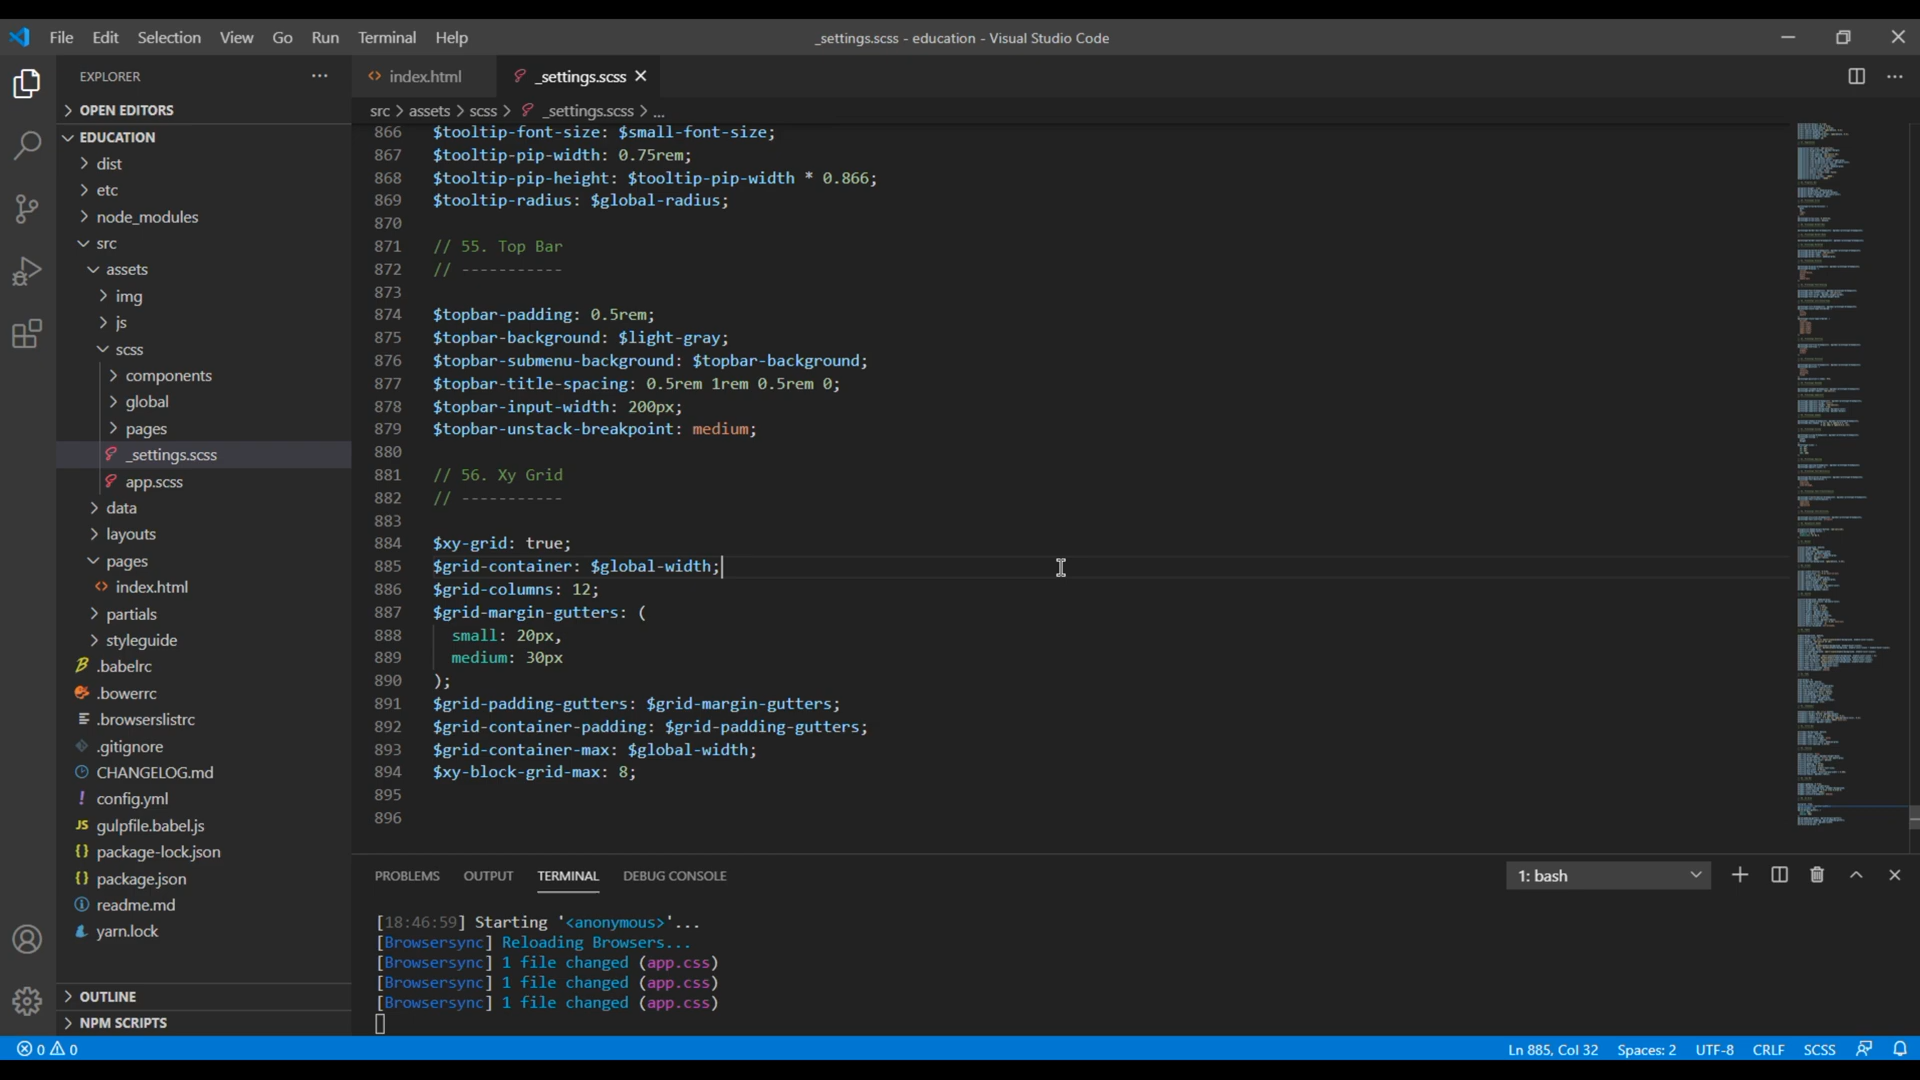 File Edit Selection View Go Run Terminal Help
_settings.scss - education - Visual Studio Code
EXPLORER
OPEN EDITORS
EDUCATION
dist
etc
node_modules
src
assets
img
js
scss
components
global
pages
_settings.scss
app.scss
data
layouts
pages
<> index.html
partials
styleguide
.babelrc
.bowerrc
.browserslistrc
.gitignore
CHANGELOG.md
! config.yml
JS gulpfile.babel.js
{} package-lock.json
{} package.json
readme.md
yarn.lock
OUTLINE
NPM SCRIPTS
<> index.html
_settings.scss
src > assets > scss > _settings.scss > ...
866 $tooltip-font-size: $small-font-size;
867 $tooltip-pip-width: 0.75rem;
868 $tooltip-pip-height: $tooltip-pip-width * 0.866;
869 $tooltip-radius: $global-radius;
870
871 // 55. Top Bar
872 // -----------
873
874 $topbar-padding: 0.5rem;
875 $topbar-background: $light-gray;
876 $topbar-submenu-background: $topbar-background;
877 $topbar-title-spacing: 0.5rem 1rem 0.5rem 0;
878 $topbar-input-width: 200px;
879 $topbar-unstack-breakpoint: medium;
880
881 // 56. Xy Grid
882 // -----------
883
884 $xy-grid: true;
885 $grid-container: $global-width;
886 $grid-columns: 12;
887 $grid-margin-gutters: (
888 small: 20px,
889 medium: 30px
890 );
891 $grid-padding-gutters: $grid-margin-gutters;
892 $grid-container-padding: $grid-padding-gutters;
893 $grid-container-max: $global-width;
894 $xy-block-grid-max: 8;
895
896
PROBLEMS OUTPUT TERMINAL DEBUG CONSOLE
1: bash
[18:46:59] Starting '<anonymous>'...
[Browsersync] Reloading Browsers...
[Browsersync] 1 file changed (app.css)
[Browsersync] 1 file changed (app.css)
[Browsersync] 1 file changed (app.css)
0 0
Ln 885, Col 32 Spaces: 2 UTF-8 CRLF SCSS